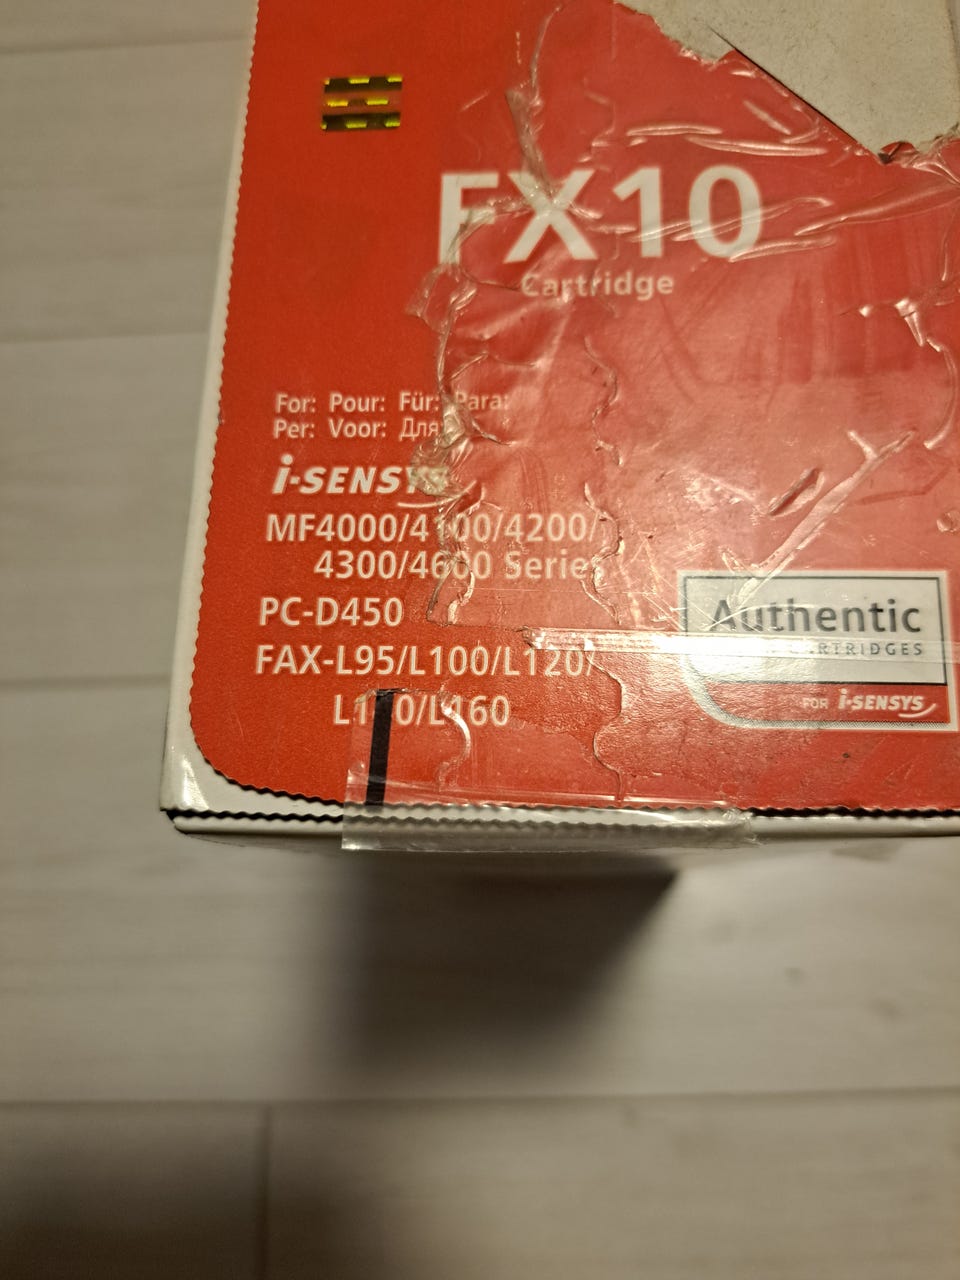 FX10
Cartridge
For: Pour: Für: Para:
Per: Voor: Для:
i-SENSYS
MF4000/4100/4200/
4300/4600 Series
PC-D450
FAX-L95/L100/L120/
L160
Authentic
CARTRIDGES
FOR i-SENSYS